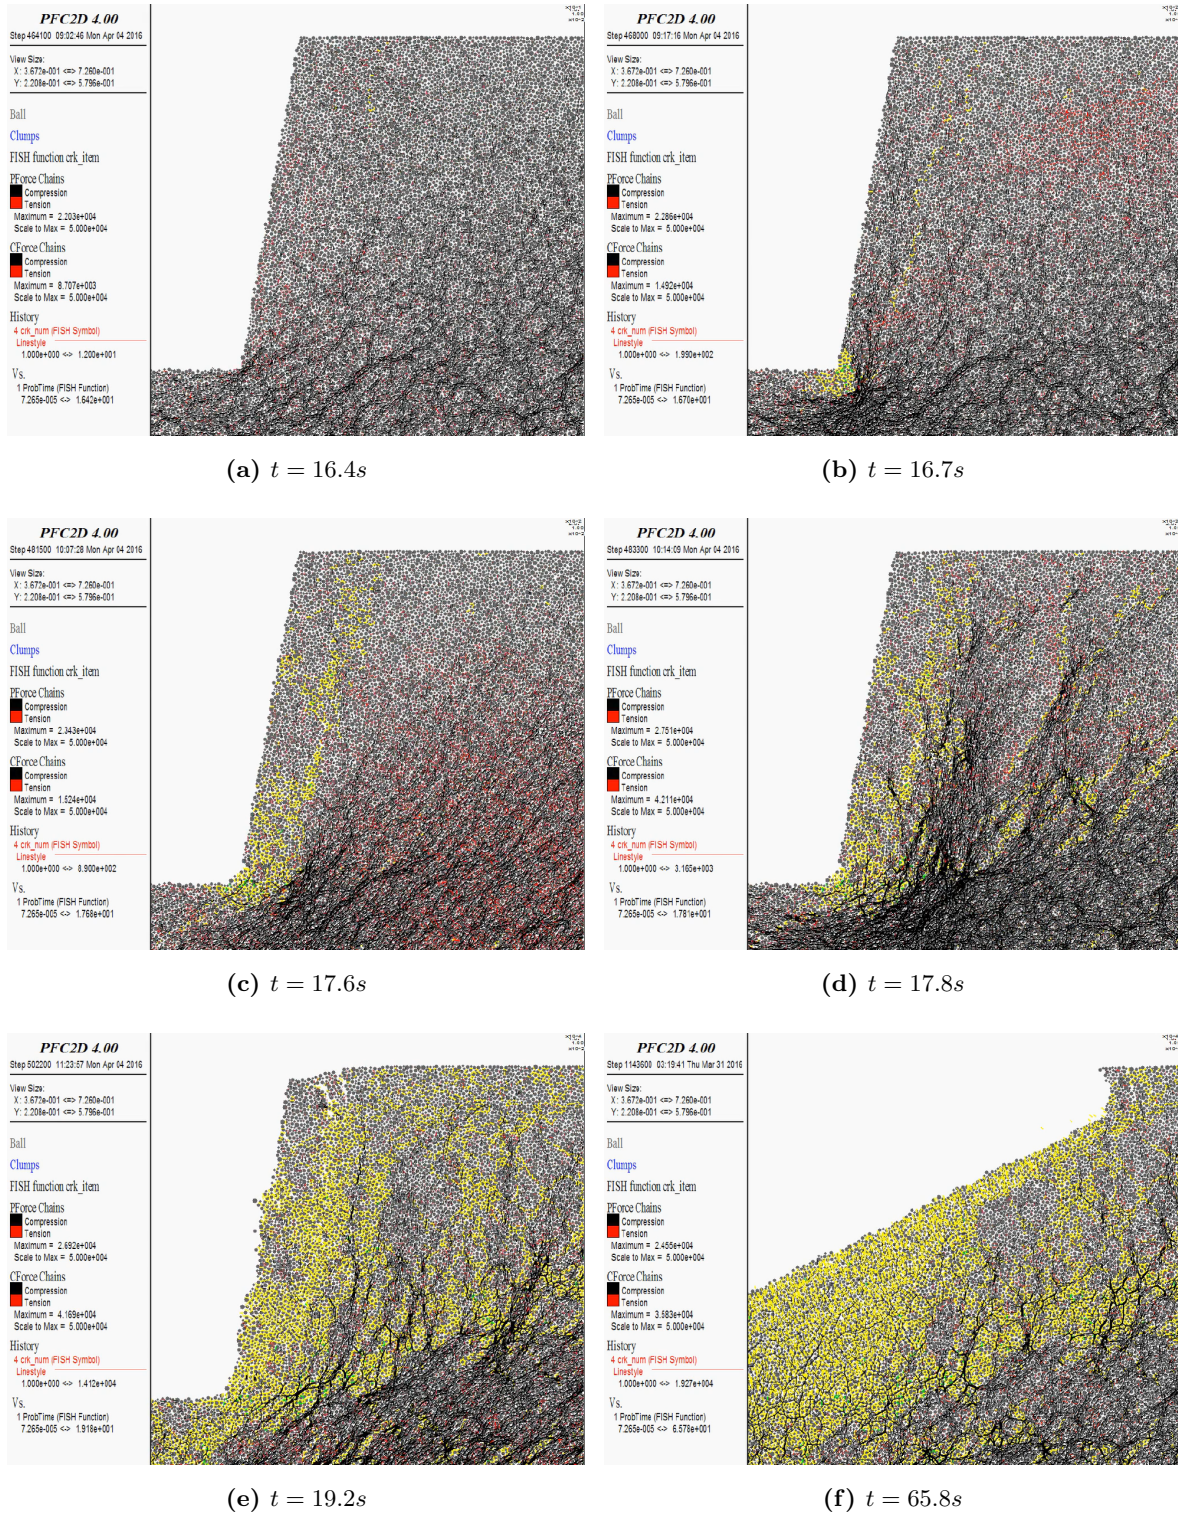 PFC2D 4.00
Step 464100 09:02:46 Mon Apr 04 2016
View Size:
X: 3.672e-001 <=> 7.260e-001
Y: 2.208e-001 <=> 5.796e-001
Ball
Clumps
FISH function crk_item
PForce Chains
Compression
Tension
Maximum = 2.203e+004
Scale to Max = 5.000e+004
CForce Chains
Compression
Tension
Maximum = 8.707e+003
Scale to Max = 5.000e+004
History
4 crk_num (FISH Symbol)
Linestyle
1.000e+000 <-> 1.200e+001
Vs.
1 ProbTime (FISH Function)
7.265e-005 <-> 1.642e+001
(a) t = 16.4s
PFC2D 4.00
Step 468000 09:17:16 Mon Apr 04 2016
View Size:
X: 3.672e-001 <=> 7.260e-001
Y: 2.208e-001 <=> 5.796e-001
Ball
Clumps
FISH function crk_item
PForce Chains
Compression
Tension
Maximum = 2.286e+004
Scale to Max = 5.000e+004
CForce Chains
Compression
Tension
Maximum = 1.492e+004
Scale to Max = 5.000e+004
History
4 crk_num (FISH Symbol)
Linestyle
1.000e+000 <-> 1.990e+002
Vs.
1 ProbTime (FISH Function)
7.265e-005 <-> 1.670e+001
(b) t = 16.7s
PFC2D 4.00
Step 481500 10:07:28 Mon Apr 04 2016
View Size:
X: 3.672e-001 <=> 7.260e-001
Y: 2.208e-001 <=> 5.796e-001
Ball
Clumps
FISH function crk_item
PForce Chains
Compression
Tension
Maximum = 2.343e+004
Scale to Max = 5.000e+004
CForce Chains
Compression
Tension
Maximum = 1.524e+004
Scale to Max = 5.000e+004
History
4 crk_num (FISH Symbol)
Linestyle
1.000e+000 <-> 8.900e+002
Vs.
1 ProbTime (FISH Function)
7.265e-005 <-> 1.768e+001
(c) t = 17.6s
PFC2D 4.00
Step 483300 10:14:09 Mon Apr 04 2016
View Size:
X: 3.672e-001 <=> 7.260e-001
Y: 2.208e-001 <=> 5.796e-001
Ball
Clumps
FISH function crk_item
PForce Chains
Compression
Tension
Maximum = 2.751e+004
Scale to Max = 5.000e+004
CForce Chains
Compression
Tension
Maximum = 4.211e+004
Scale to Max = 5.000e+004
History
4 crk_num (FISH Symbol)
Linestyle
1.000e+000 <-> 3.165e+003
Vs.
1 ProbTime (FISH Function)
7.265e-005 <-> 1.781e+001
(d) t = 17.8s
PFC2D 4.00
Step 502200 11:23:57 Mon Apr 04 2016
View Size:
X: 3.672e-001 <=> 7.260e-001
Y: 2.208e-001 <=> 5.796e-001
Ball
Clumps
FISH function crk_item
PForce Chains
Compression
Tension
Maximum = 2.692e+004
Scale to Max = 5.000e+004
CForce Chains
Compression
Tension
Maximum = 4.169e+004
Scale to Max = 5.000e+004
History
4 crk_num (FISH Symbol)
Linestyle
1.000e+000 <-> 1.412e+004
Vs.
1 ProbTime (FISH Function)
7.265e-005 <-> 1.918e+001
(e) t = 19.2s
PFC2D 4.00
Step 1143600 03:19:41 Thu Mar 31 2016
View Size:
X: 3.672e-001 <=> 7.260e-001
Y: 2.208e-001 <=> 5.796e-001
Ball
Clumps
FISH function crk_item
PForce Chains
Compression
Tension
Maximum = 2.455e+004
Scale to Max = 5.000e+004
CForce Chains
Compression
Tension
Maximum = 3.583e+004
Scale to Max = 5.000e+004
History
4 crk_num (FISH Symbol)
Linestyle
1.000e+000 <-> 1.927e+004
Vs.
1 ProbTime (FISH Function)
7.265e-005 <-> 6.578e+001
(f) t = 65.8s